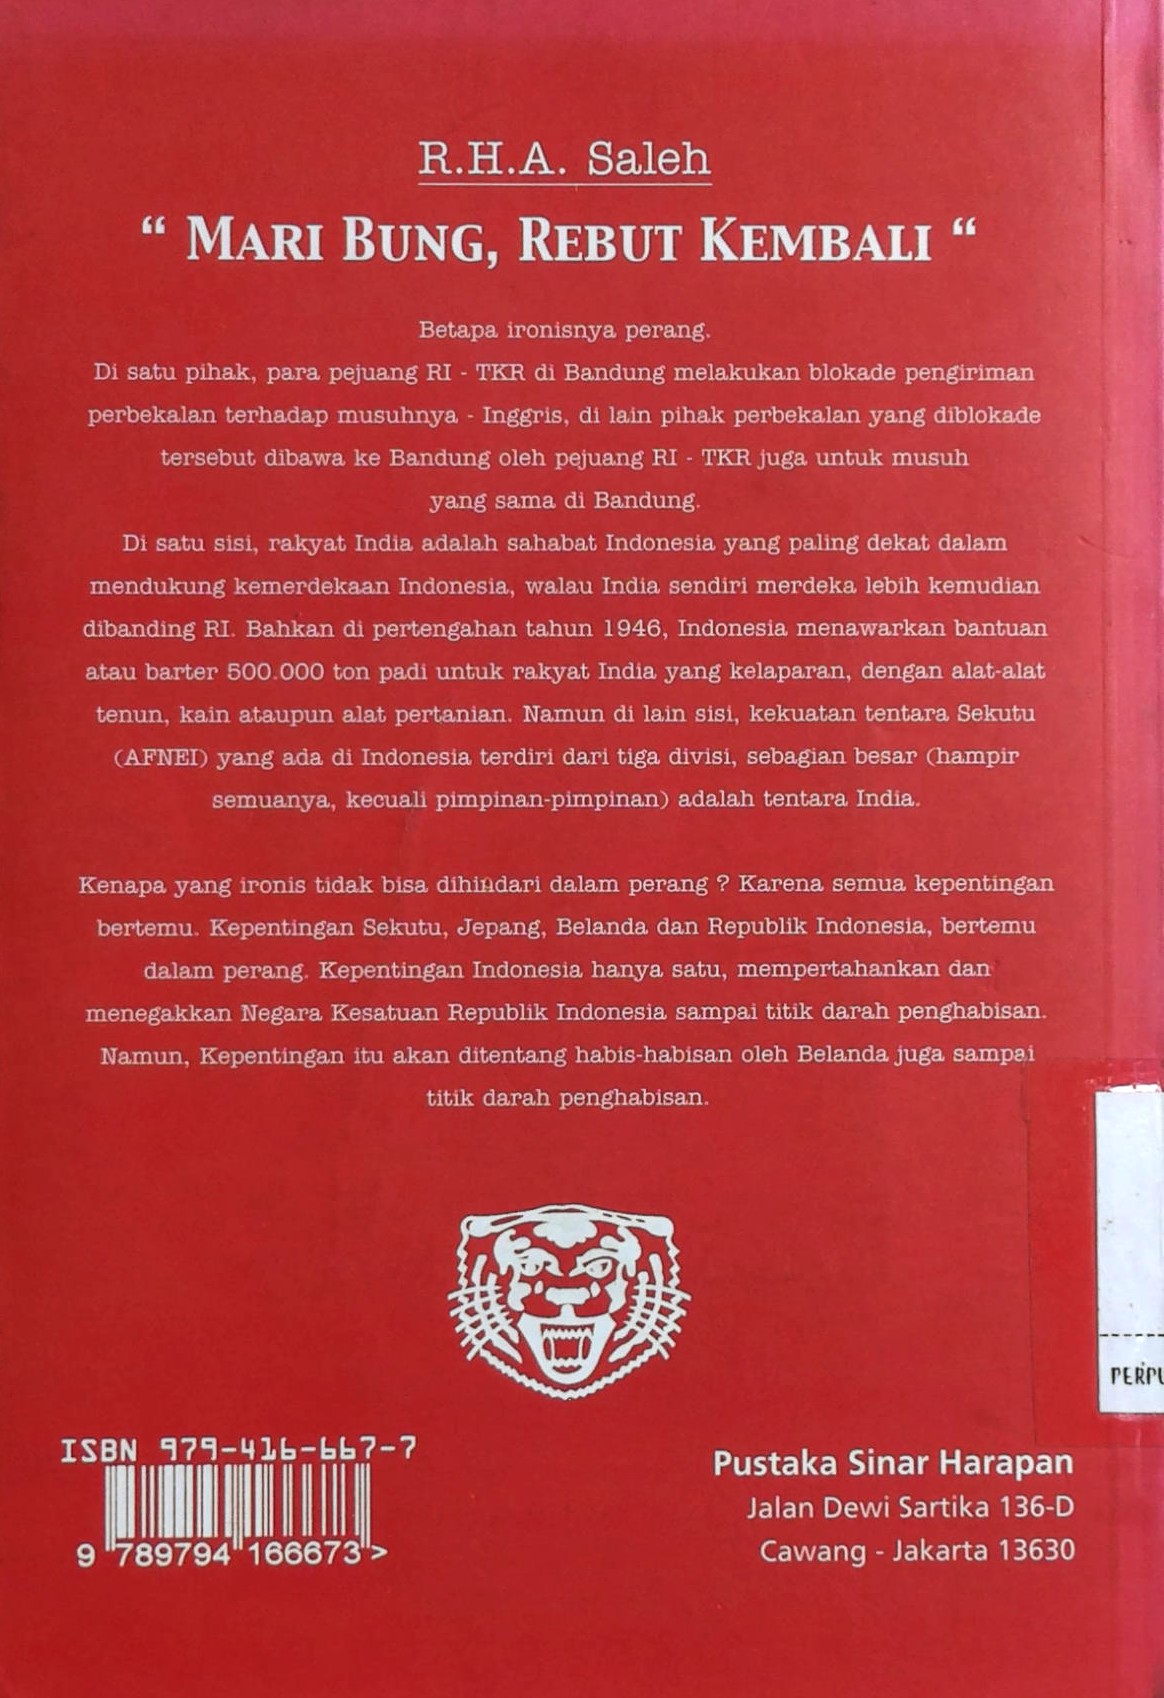 R.H.A. Saleh
“ MARI BUNG, REBUT KEMBALI “
Betapa ironisnya perang.
Di satu pihak, para pejuang RI - TKR di Bandung melakukan blokade pengiriman
perbekalan terhadap musuhnya - Inggris, di lain pihak perbekalan yang diblokade
tersebut dibawa ke Bandung oleh pejuang RI - TKR juga untuk musuh
yang sama di Bandung.
Di satu sisi, rakyat India adalah sahabat Indonesia yang paling dekat dalam
mendukung kemerdekaan Indonesia, walau India sendiri merdeka lebih kemudian
dibanding RI. Bahkan di pertengahan tahun 1946, Indonesia menawarkan bantuan
atau barter 500.000 ton padi untuk rakyat India yang kelaparan, dengan alat-alat
tenun, kain ataupun alat pertanian. Namun di lain sisi, kekuatan tentara Sekutu
(AFNEI) yang ada di Indonesia terdiri dari tiga divisi, sebagian besar (hampir
semuanya, kecuali pimpinan-pimpinan) adalah tentara India.
Kenapa yang ironis tidak bisa dihindari dalam perang ? Karena semua kepentingan
bertemu. Kepentingan Sekutu, Jepang, Belanda dan Republik Indonesia, bertemu
dalam perang. Kepentingan Indonesia hanya satu, mempertahankan dan
menegakkan Negara Kesatuan Republik Indonesia sampai titik darah penghabisan.
Namun, Kepentingan itu akan ditentang habis-habisan oleh Belanda juga sampai
titik darah penghabisan.
PERPU
ISBN 979-416-667-7
9 789794 166673 >
Pustaka Sinar Harapan
Jalan Dewi Sartika 136-D
Cawang - Jakarta 13630